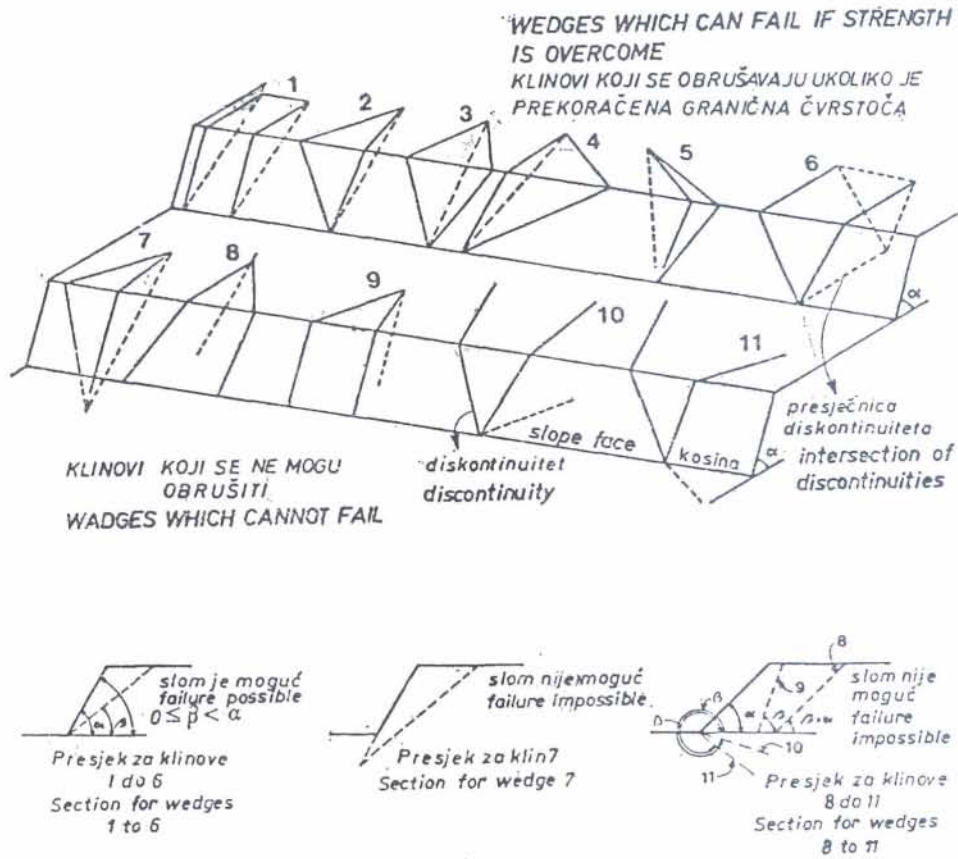 WEDGES WHICH CAN FAIL IF STRENGTH
IS OVERCOME
KLINOVI KOJI SE OBRUŠAVAJU UKOLIKO JE
PREKORAČENA GRANIČNA ČVRSTOČA
1
2
3
4
5
6
7
8
9
10
11
α
α
presječnica
diskontinuiteta
intersection of
discontinuities
slope face
kosina
diskontinuitet
discontinuity
KLINOVI KOJI SE NE MOGU
OBRUŠITI
WADGES WHICH CANNOT FAIL
slom je moguć
failure possible
0 ≤ β < α
α
β
Presjek za klinove
1 do 6
Section for wedges
1 to 6
slom nije moguć
failure impossible
Presjek za klin 7
Section for wedge 7
8
9
10
11
β
β
α
β
slom nije
moguć
failure
impossible
Presjek za klinove
8 do 11
Section for wedges
8 to 11